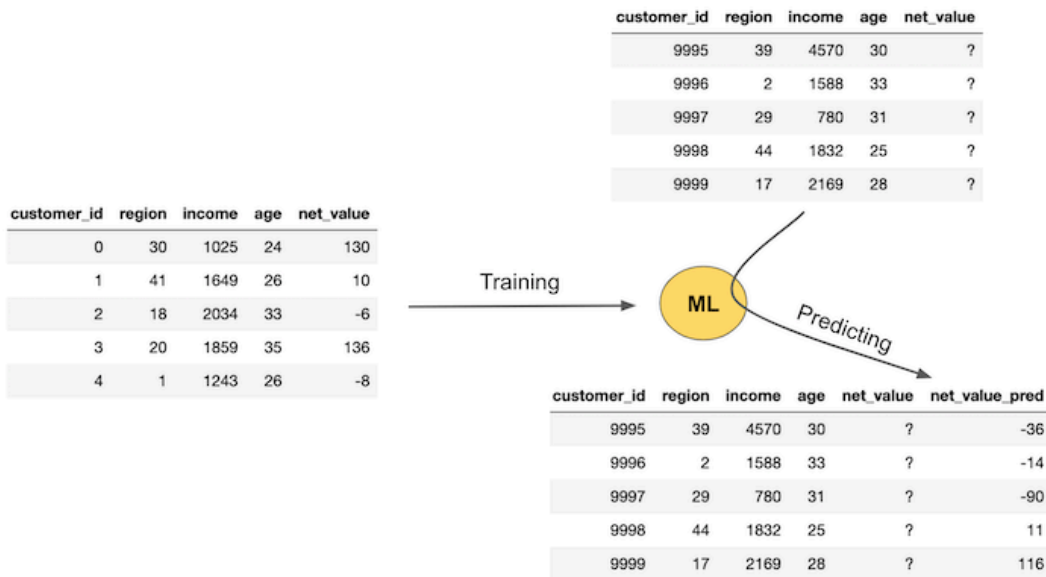 customer_id region income age net_value
9995 39 4570 30 ?
9996 2 1588 33 ?
9997 29 780 31 ?
9998 44 1832 25 ?
9999 17 2169 28 ?
customer_id region income age net_value
0 30 1025 24 130
1 41 1649 26 10
2 18 2034 33 -6
3 20 1859 35 136
4 1 1243 26 -8
Training
ML
Predicting
customer_id region income age net_value net_value_pred
9995 39 4570 30 ? -36
9996 2 1588 33 ? -14
9997 29 780 31 ? -90
9998 44 1832 25 ? 11
9999 17 2169 28 ? 116